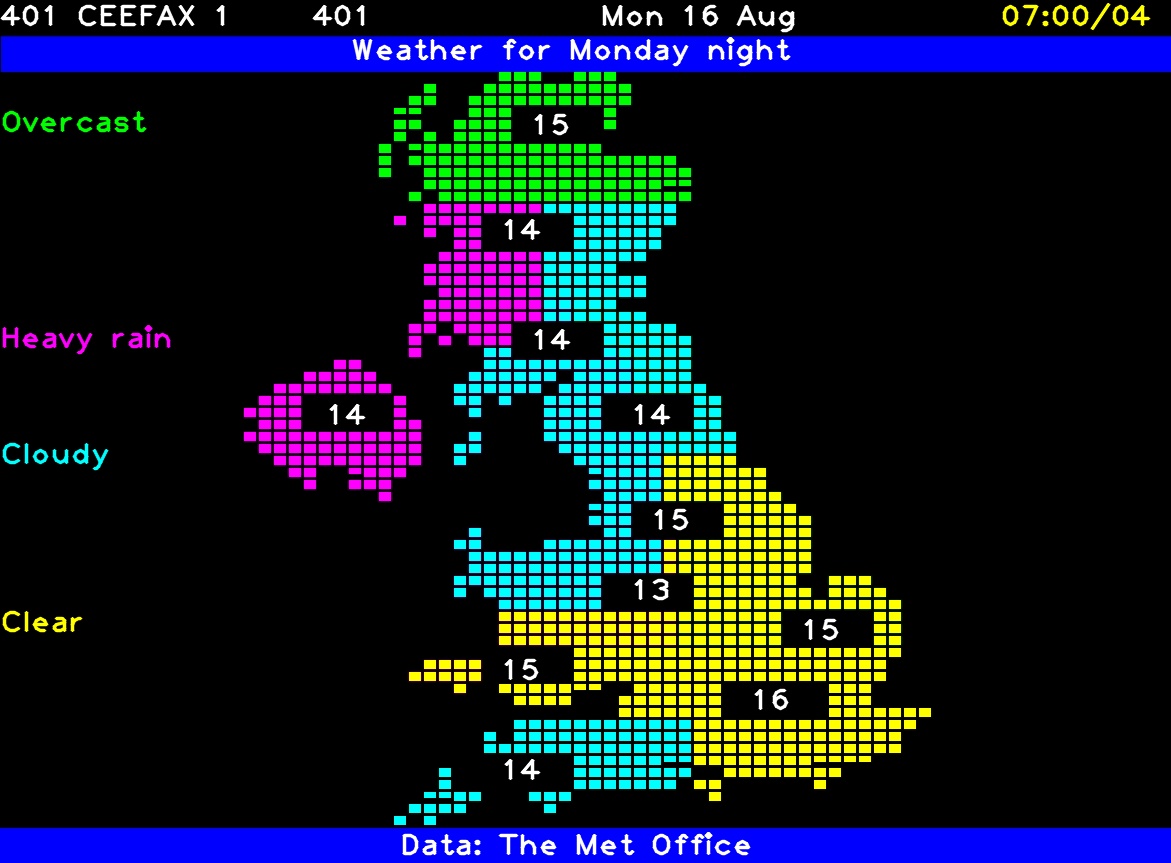 401 CEEFAX 1 401 Mon 16 Aug 07:00/04
Weather for Monday night
Overcast 15
14
Heavy rain 14
14 14
Cloudy
15
13
Clear 15
15
16
14
Data: The Met Office